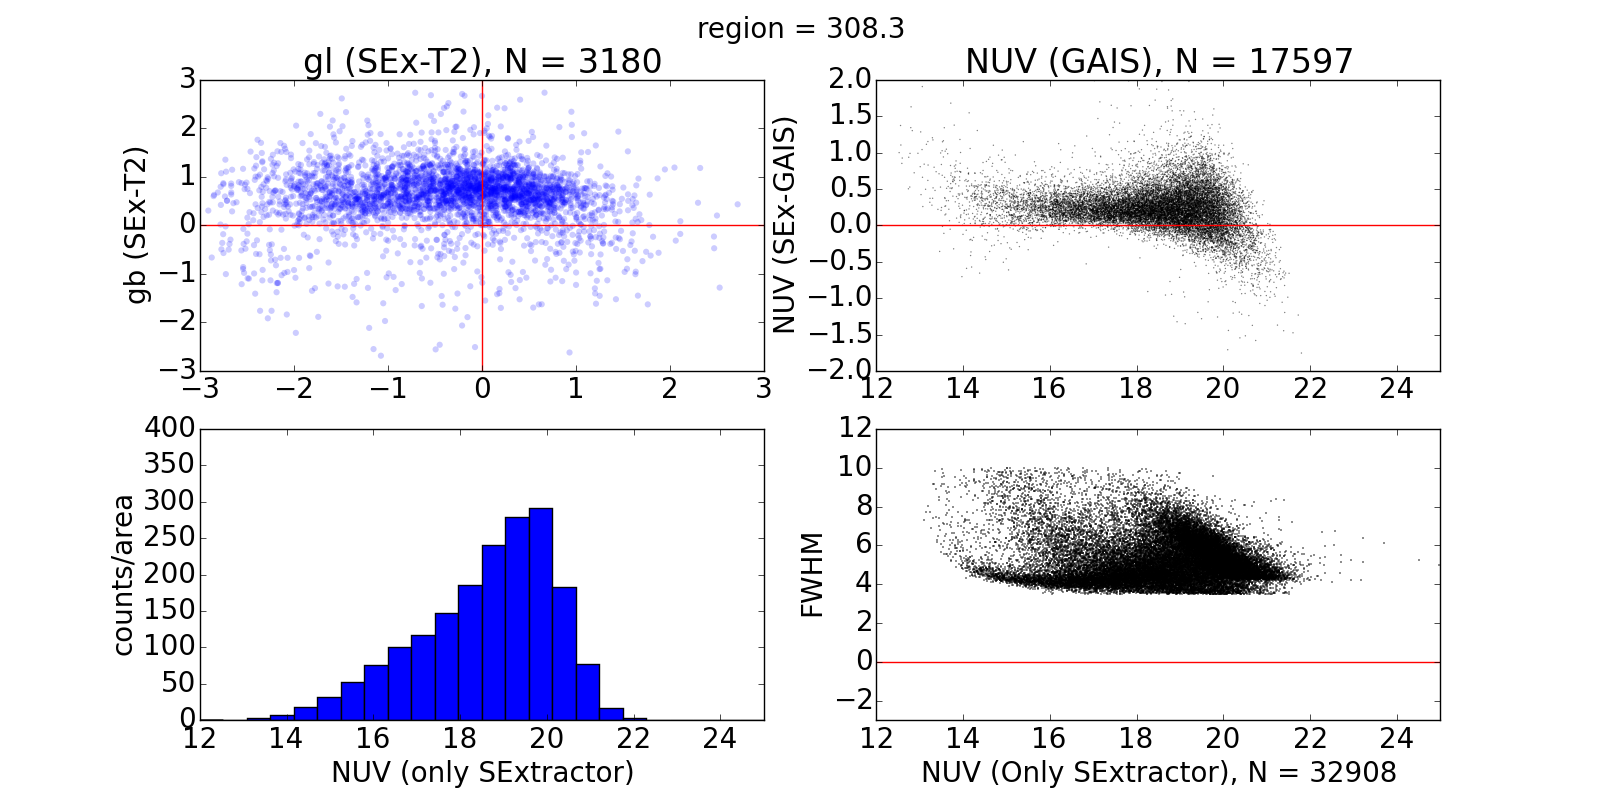 region = 308.3
gl (SEx-T2), N = 3180
NUV (GAIS), N = 17597
gb (SEx-T2)
3
2
1
0
−1
−2
−3
−3 −2 −1 0 1 2 3
NUV (SEx-GAIS)
2.0
1.5
1.0
0.5
0.0
−0.5
−1.0
−1.5
−2.0
12 14 16 18 20 22 24
counts/area
400
350
300
250
200
150
100
50
0
12 14 16 18 20 22 24
NUV (only SExtractor)
FWHM
12
10
8
6
4
2
0
−2
12 14 16 18 20 22 24
NUV (Only SExtractor), N = 32908